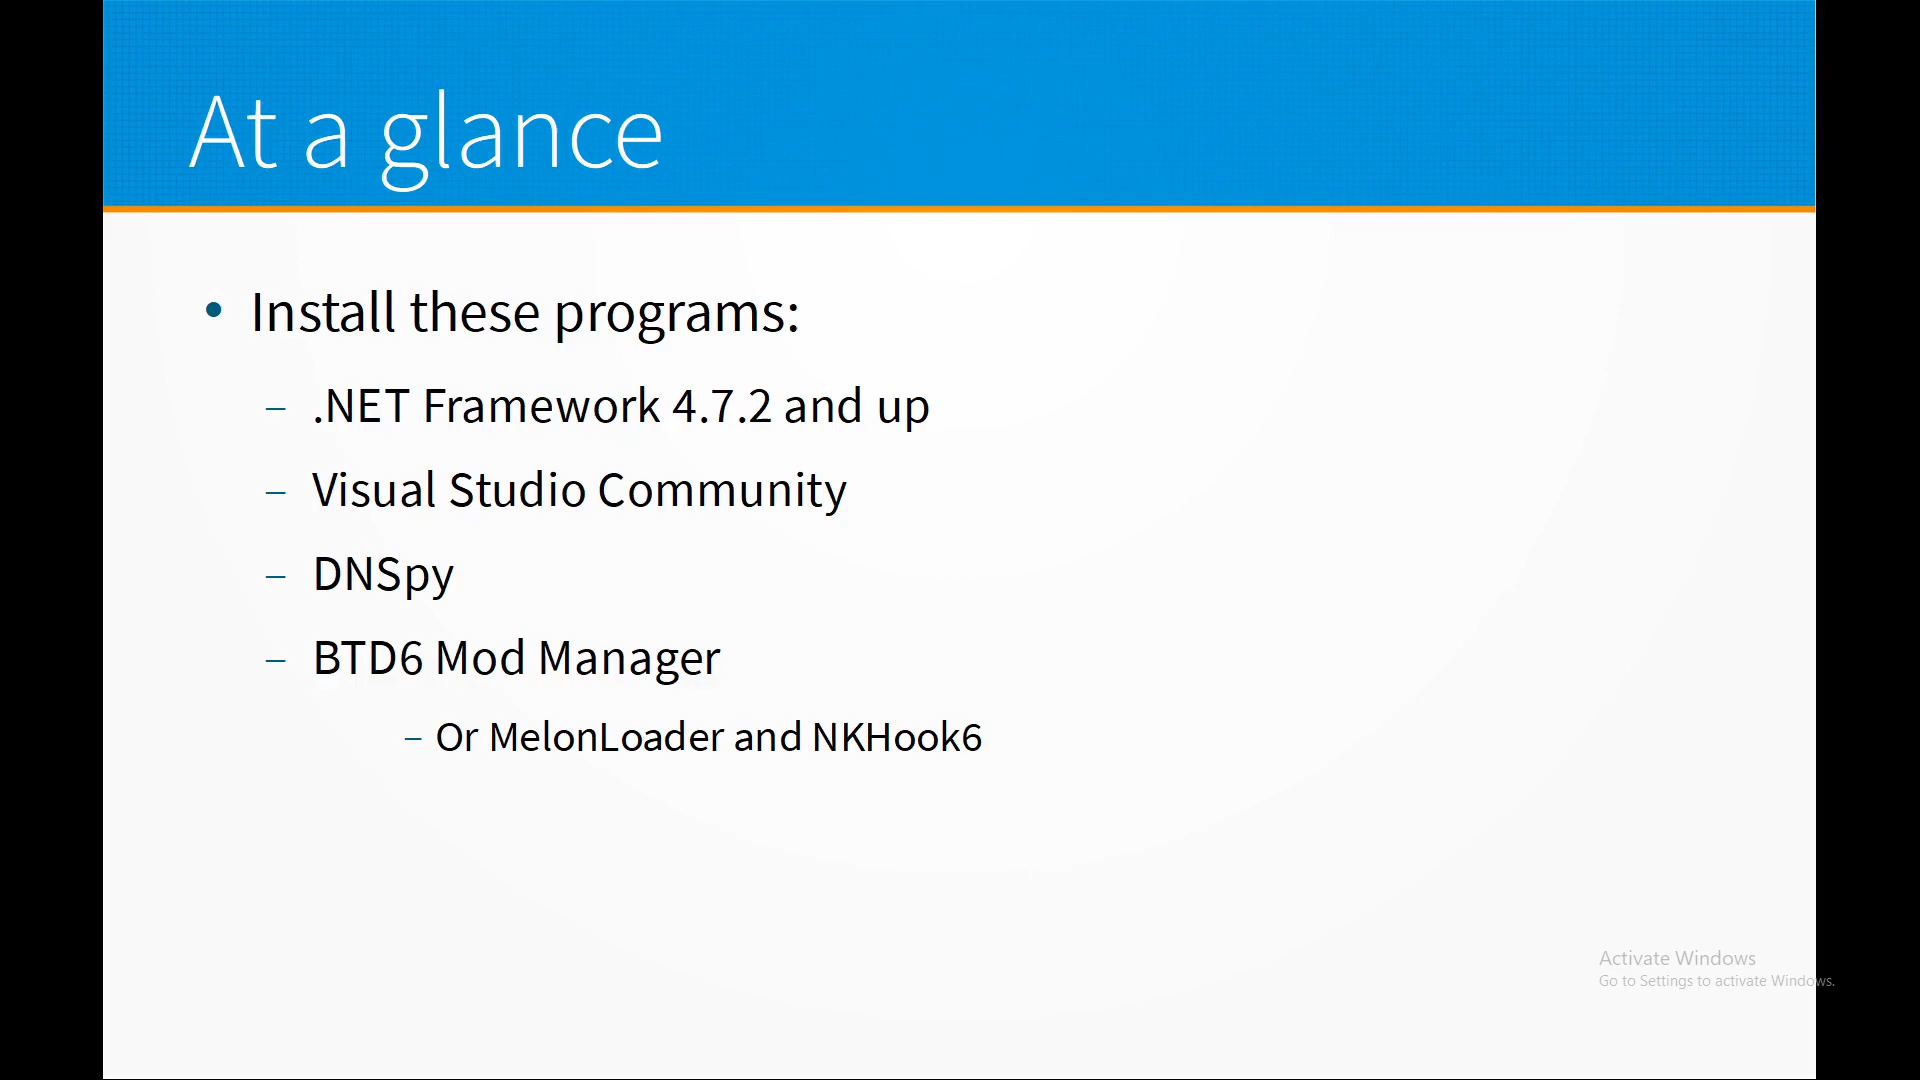 At a glance
• Install these programs:
– .NET Framework 4.7.2 and up
– Visual Studio Community
– DNSpy
– BTD6 Mod Manager
– Or MelonLoader and NKHook6
Activate Windows
Go to Settings to activate Windows.